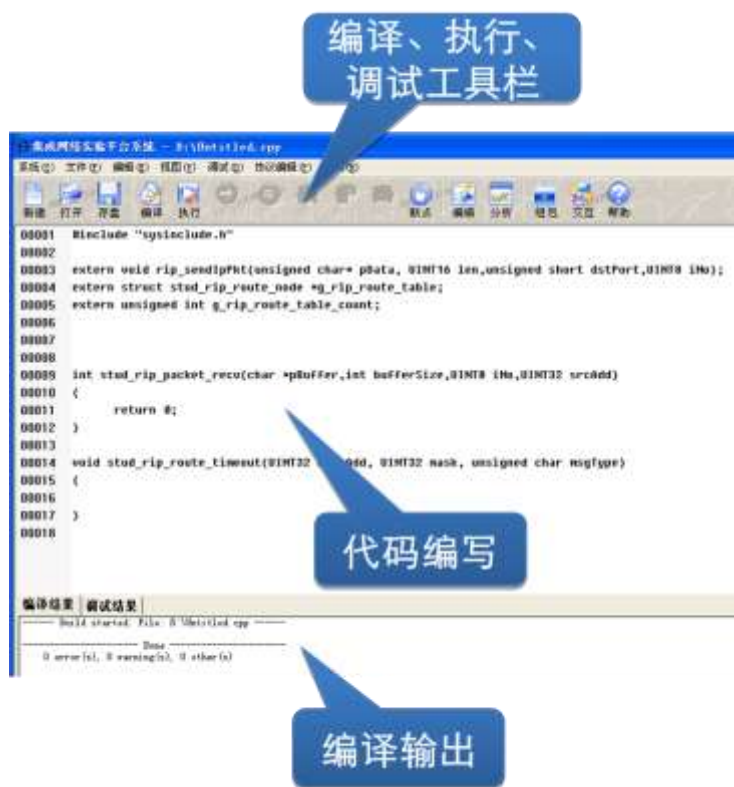 编译、执行、
调试工具栏
集成网络实验平台系统 - D:\Untitled.cpp
系统 文件 编辑 视图 调试 协议编辑
新建 打开 存盘 编译 执行 断点 编辑 分析 组包 交互 帮助
00001 #include "sysinclude.h"
00002
00003 extern void rip_sendIpPkt(unsigned char* pData, UINT16 len,unsigned short dstPort,UINT8 iNo);
00004 extern struct stud_rip_route_node *g_rip_route_table;
00005 extern unsigned int g_rip_route_table_count;
00006
00007
00008
00009 int stud_rip_packet_recv(char *pBuffer,int bufferSize,UINT8 iNo,UINT32 srcAdd)
00010 {
00011 return 0;
00012 }
00013
00014 void stud_rip_route_timeout(UINT32 dd, UINT32 mask, unsigned char msgType)
00015 {
00016
00017 }
00018
代码编写
编译结果 调试结果
------ Build started: File: D:\Untitled.cpp ------
------ Done ------
0 error(s), 0 warning(s), 0 other(s)
编译输出